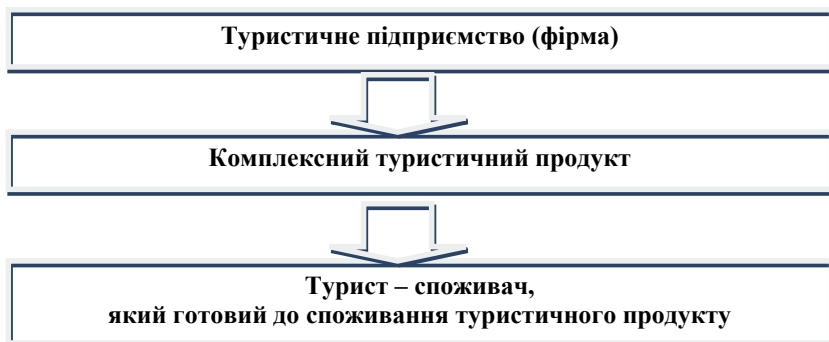 Туристичне підприємство (фірма)
Комплексний туристичний продукт
Турист – споживач,
який готовий до споживання туристичного продукту